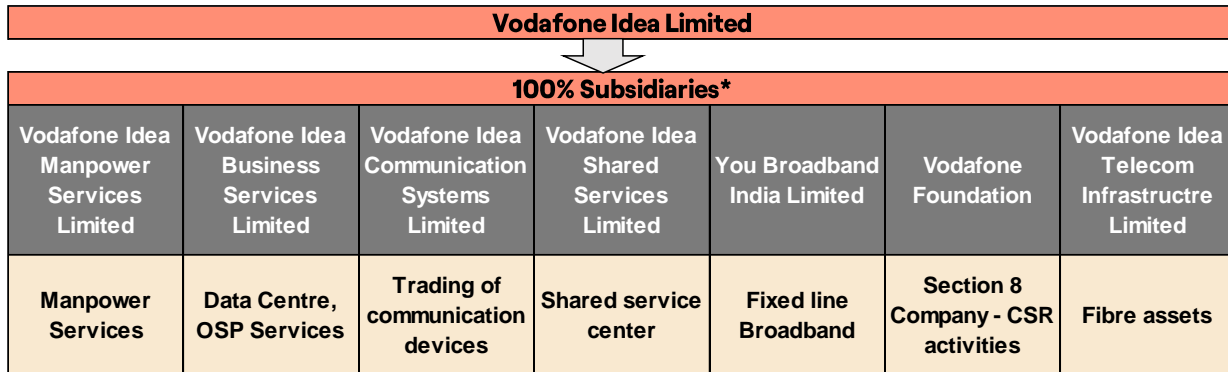 Vodafone Idea Limited
100% Subsidiaries*
Vodafone Idea
Manpower
Services
Limited
Vodafone Idea
Business
Services
Limited
Vodafone Idea
Communication
Systems
Limited
Vodafone Idea
Shared
Services
Limited
You Broadband
India Limited
Vodafone
Foundation
Vodafone Idea
Telecom
Infrastructre
Limited
Manpower
Services
Data Centre,
OSP Services
Trading of
communication
devices
Shared service
center
Fixed line
Broadband
Section 8
Company - CSR
activities
Fibre assets